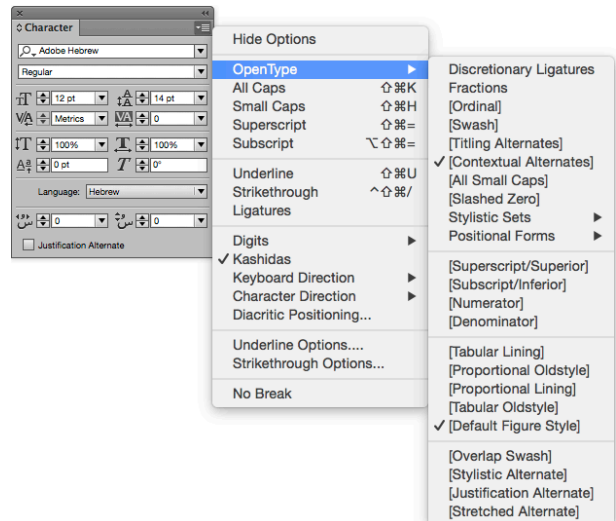 Character
Adobe Hebrew
Regular
12 pt
14 pt
Metrics
0
100%
100%
0 pt
0°
Language: Hebrew
0
0
Justification Alternate
Hide Options
OpenType
All Caps ⇧⌘K
Small Caps ⇧⌘H
Superscript ⇧⌘=
Subscript ⌥⇧⌘=
Underline ⇧⌘U
Strikethrough ^⇧⌘/
Ligatures
Digits
✓ Kashidas
Keyboard Direction
Character Direction
Diacritic Positioning...
Underline Options....
Strikethrough Options...
No Break
Discretionary Ligatures
Fractions
[Ordinal]
[Swash]
[Titling Alternates]
✓ [Contextual Alternates]
[All Small Caps]
[Slashed Zero]
Stylistic Sets
Positional Forms
[Superscript/Superior]
[Subscript/Inferior]
[Numerator]
[Denominator]
[Tabular Lining]
[Proportional Oldstyle]
[Proportional Lining]
[Tabular Oldstyle]
✓ [Default Figure Style]
[Overlap Swash]
[Stylistic Alternate]
[Justification Alternate]
[Stretched Alternate]